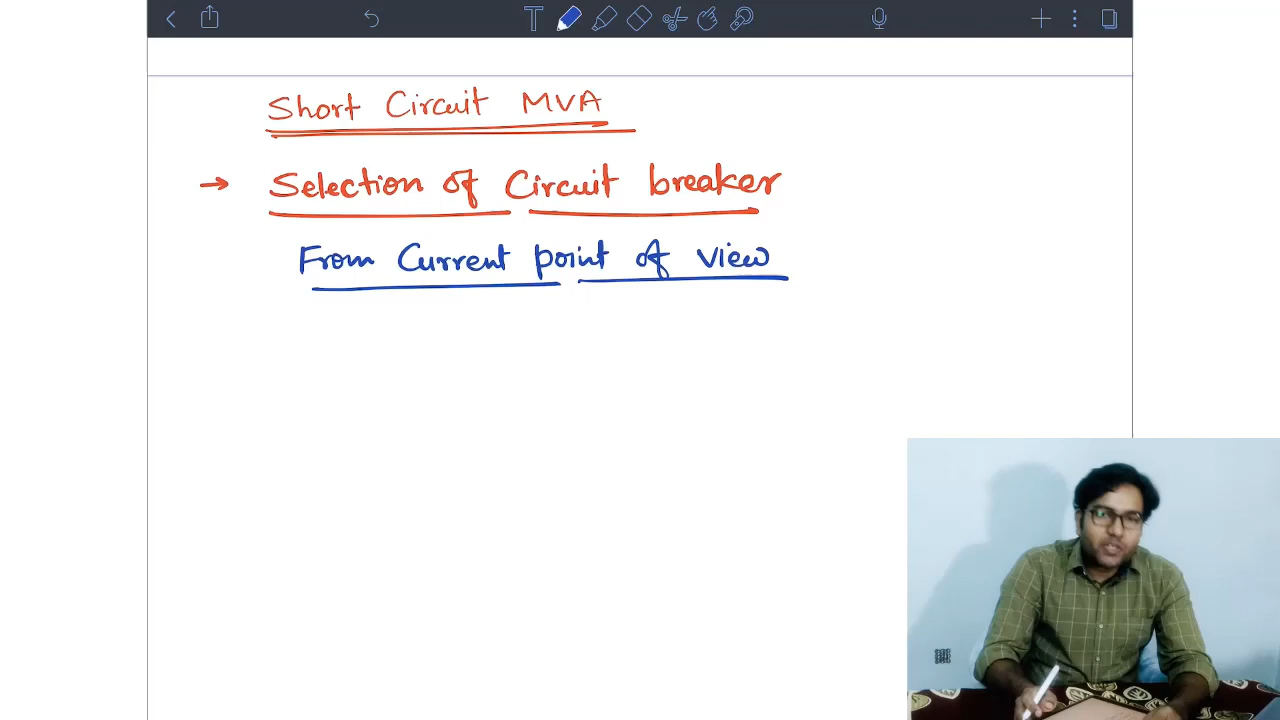 Short Circuit MVA
→ Selection of Circuit breaker
From Current point of view